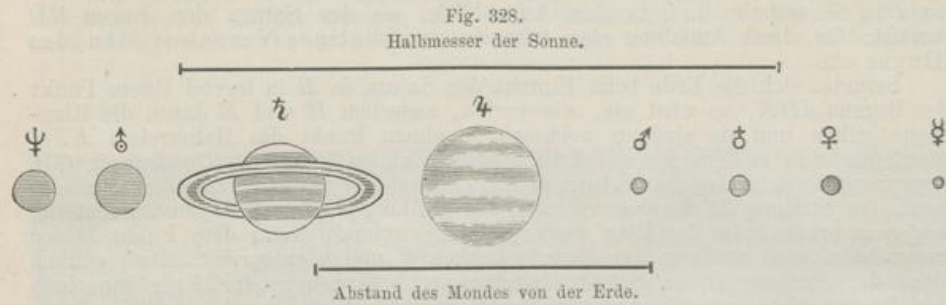 Fig. 328.
Halbmesser der Sonne.
♆ ⛢ ♄ ♃ ♂ ♁ ♀ ☿
Abstand des Mondes von der Erde.